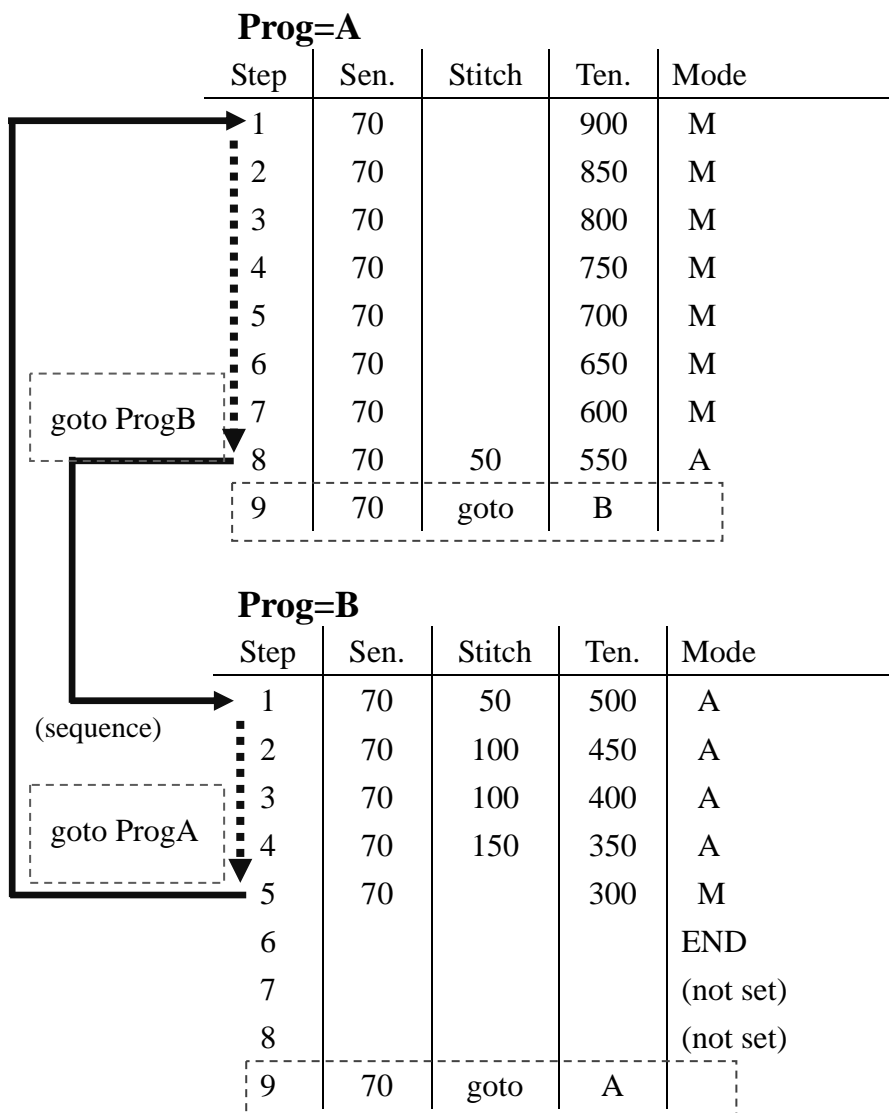 Prog=A
Step Sen. Stitch Ten. Mode
1 70 900 M
2 70 850 M
3 70 800 M
4 70 750 M
5 70 700 M
6 70 650 M
goto ProgB
7 70 600 M
8 70 50 550 A
9 70 goto B
Prog=B
Step Sen. Stitch Ten. Mode
1 70 50 500 A
(sequence)
2 70 100 450 A
3 70 100 400 A
goto ProgA
4 70 150 350 A
5 70 300 M
6 END
7 (not set)
8 (not set)
9 70 goto A